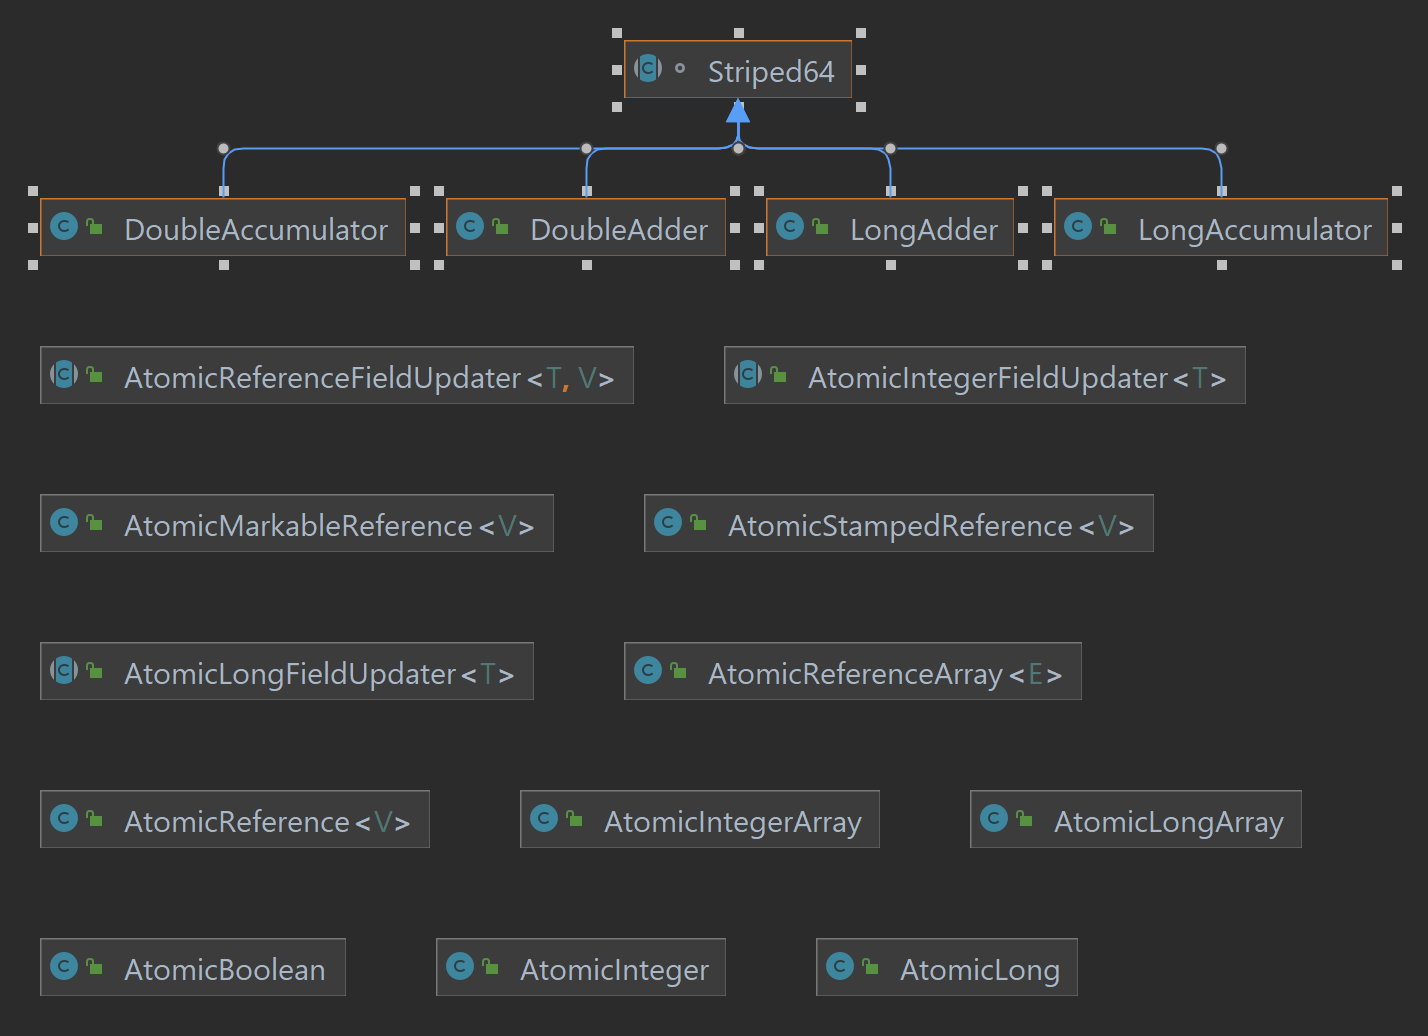 Striped64
DoubleAccumulator DoubleAdder LongAdder LongAccumulator
AtomicReferenceFieldUpdater<T, V> AtomicIntegerFieldUpdater<T>
AtomicMarkableReference<V> AtomicStampedReference<V>
AtomicLongFieldUpdater<T> AtomicReferenceArray<E>
AtomicReference<V> AtomicIntegerArray AtomicLongArray
AtomicBoolean AtomicInteger AtomicLong